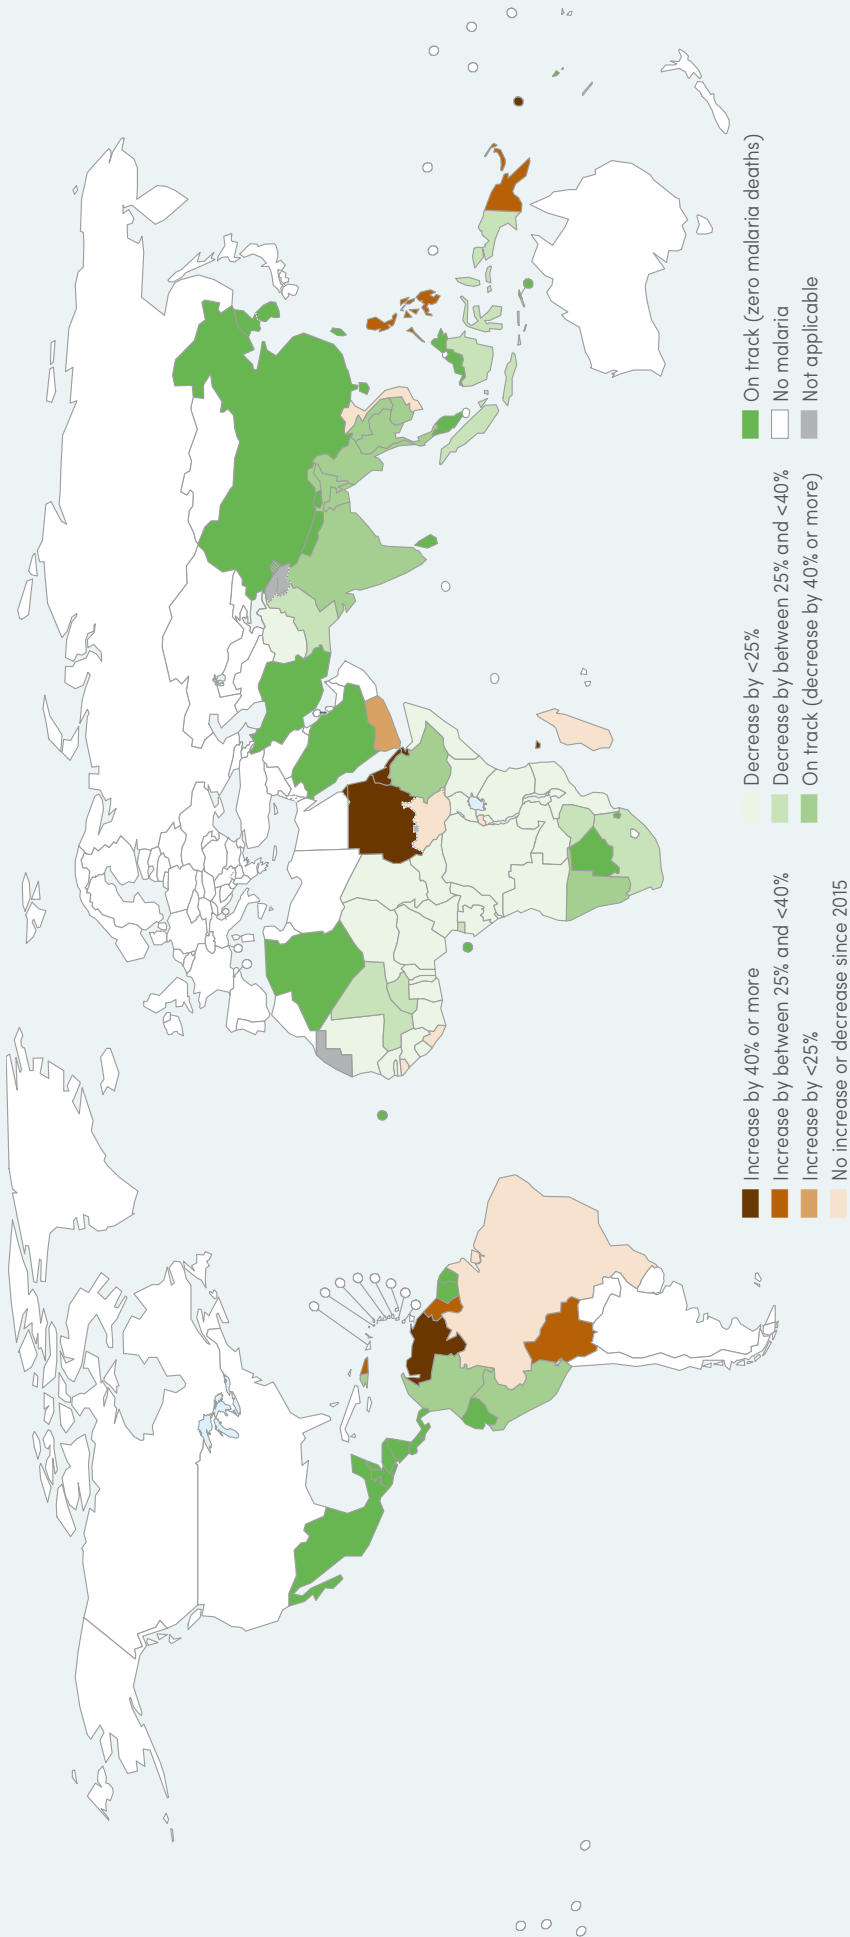 Increase by 40% or more
Increase by between 25% and <40%
Increase by <25%
No increase or decrease since 2015
Decrease by <25%
Decrease by between 25% and <40%
On track (decrease by 40% or more)
On track (zero malaria deaths)
No malaria
Not applicable